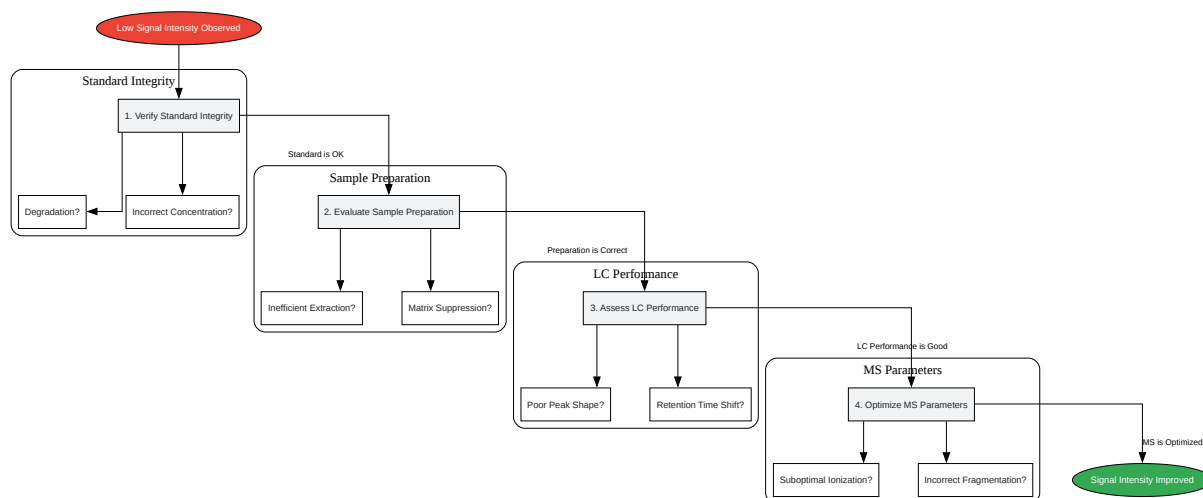 Low Signal Intensity Observed
Standard Integrity
1. Verify Standard Integrity
Standard is OK
Degradation?
Incorrect Concentration?
Sample Preparation
2. Evaluate Sample Preparation
Preparation is Correct
Inefficient Extraction?
Matrix Suppression?
LC Performance
3. Assess LC Performance
LC Performance is Good
Poor Peak Shape?
Retention Time Shift?
MS Parameters
4. Optimize MS Parameters
MS is Optimized
Suboptimal Ionization?
Incorrect Fragmentation?
Signal Intensity Improved